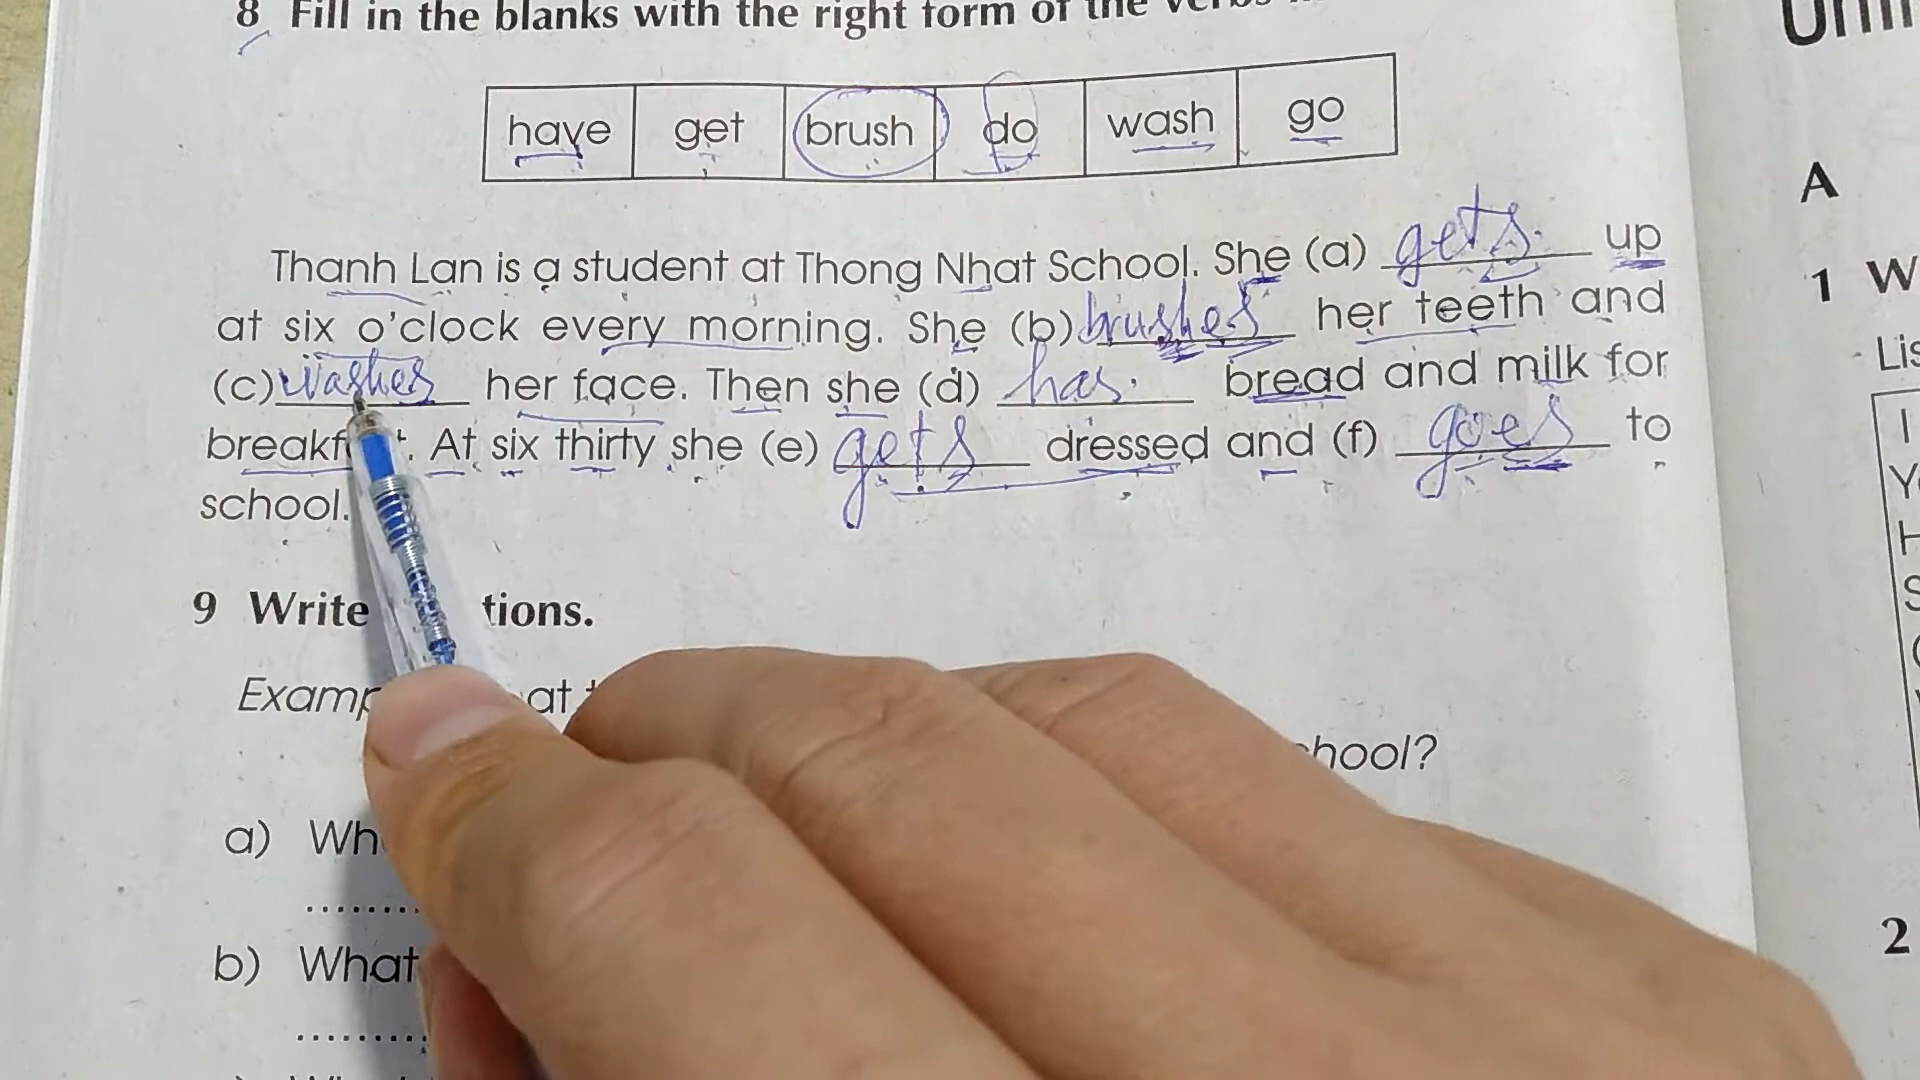 8 Fill in the blanks with the right form of the verbs
have get brush do wash go
Thanh Lan is a student at Thong Nhat School. She (a) gets up
at six o'clock every morning. She (b) brushes her teeth and
(c) washes her face. Then she (d) has bread and milk for
breakf t. At six thirty she (e) gets dressed and (f) goes to
school.
9 Write tions.
Examp at
hool?
a) Wh
b) What
A
1 W
Lis
I
Y
H
S
2